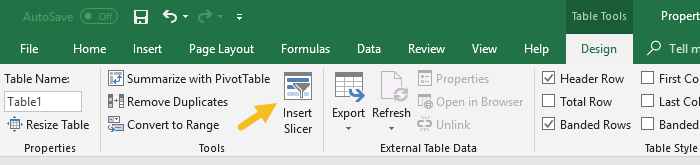 AutoSave Off Table Tools Propert
File Home Insert Page Layout Formulas Data Review View Help Design Tell m
Table Name: Summarize with PivotTable Properties Header Row First Co
Table1 Remove Duplicates Insert Slicer Export Refresh Open in Browser Total Row Last Co
Resize Table Convert to Range Unlink Banded Rows Banded
Properties Tools External Table Data Table Style